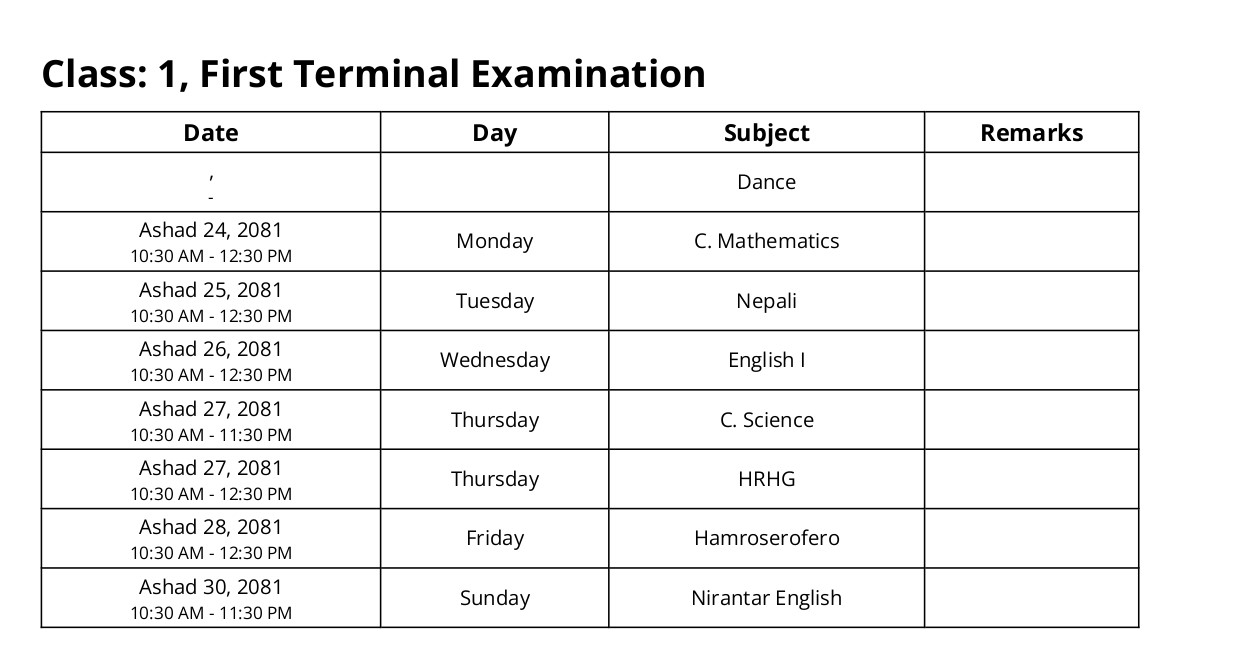 Class: 1, First Terminal Examination
Date Day Subject Remarks
,
-
Dance
Ashad 24, 2081
10:30 AM - 12:30 PM
Monday
C. Mathematics
Ashad 25, 2081
10:30 AM - 12:30 PM
Tuesday
Nepali
Ashad 26, 2081
10:30 AM - 12:30 PM
Wednesday
English I
Ashad 27, 2081
10:30 AM - 11:30 PM
Thursday
C. Science
Ashad 27, 2081
10:30 AM - 12:30 PM
Thursday
HRHG
Ashad 28, 2081
10:30 AM - 12:30 PM
Friday
Hamroserofero
Ashad 30, 2081
10:30 AM - 11:30 PM
Sunday
Nirantar English